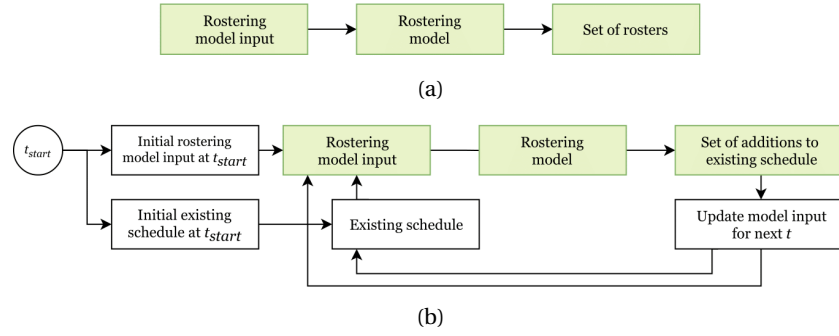 Rostering
model input
Rostering
model
Set of rosters
(a)
t_start
Initial rostering
model input at t_start
Rostering
model input
Rostering
model
Set of additions to
existing schedule
Initial existing
schedule at t_start
Existing schedule
Update model input
for next t
(b)